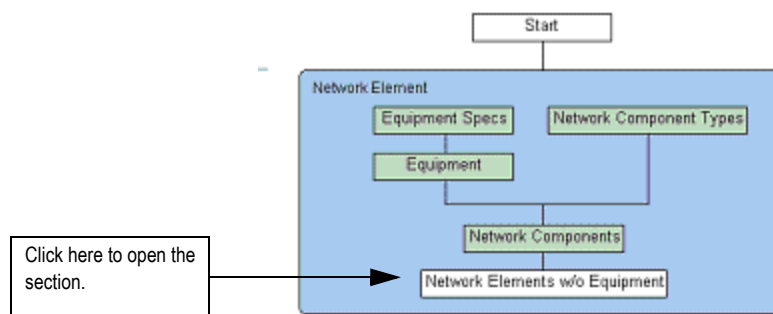 Start
Network Element
Equipment Specs
Network Component Types
Equipment
Network Components
Click here to open the
section.
Network Elements w/o Equipment